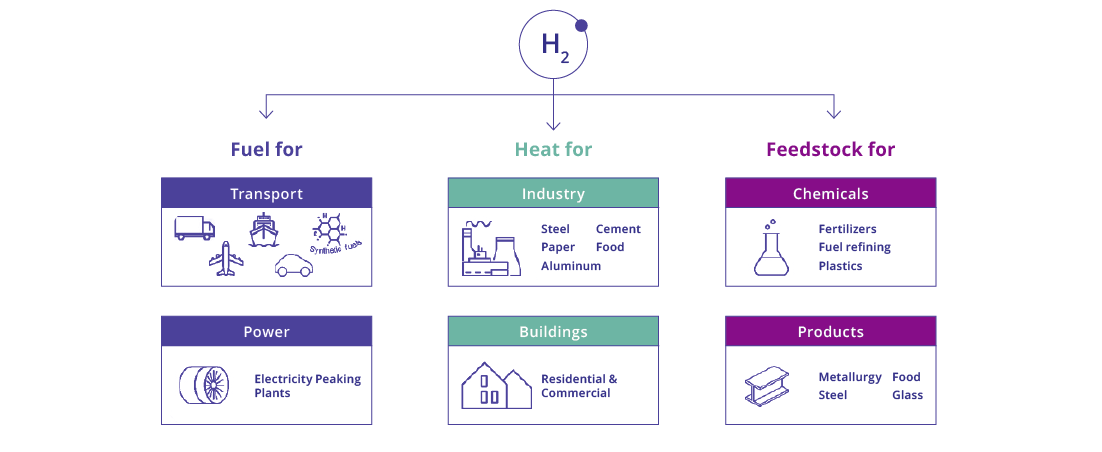 H2
Fuel for
Heat for
Feedstock for
Transport
H
H
Synthetic fuels
Industry
Steel Cement
Paper Food
Aluminum
Chemicals
Fertilizers
Fuel refining
Plastics
Power
Electricity Peaking
Plants
Buildings
Residential &
Commercial
Products
Metallurgy Food
Steel Glass